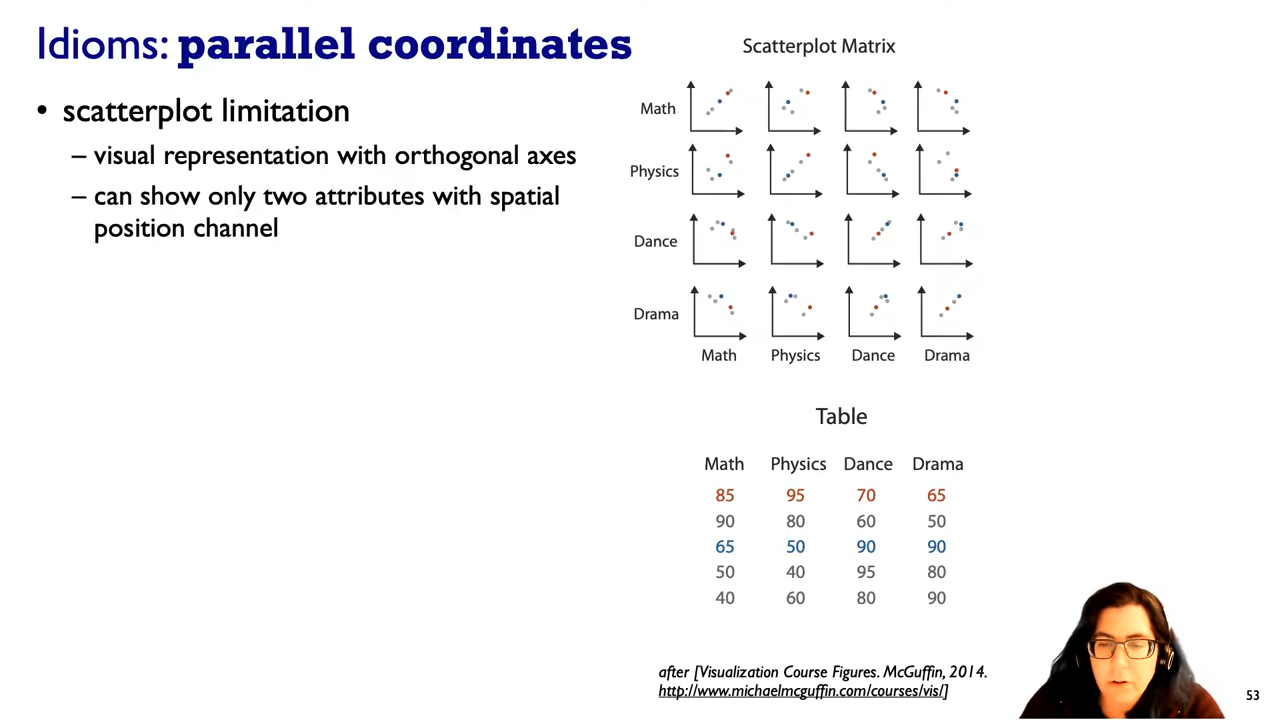 Idioms: parallel coordinates
• scatterplot limitation
– visual representation with orthogonal axes
– can show only two attributes with spatial
position channel
Scatterplot Matrix
Math
Physics
Dance
Drama
Math Physics Dance Drama
Table
Math Physics Dance Drama
85 95 70 65
90 80 60 50
65 50 90 90
50 40 95 80
40 60 80 90
after [Visualization Course Figures. McGuffin, 2014.
http://www.michaelmcguffin.com/courses/vis/]
53